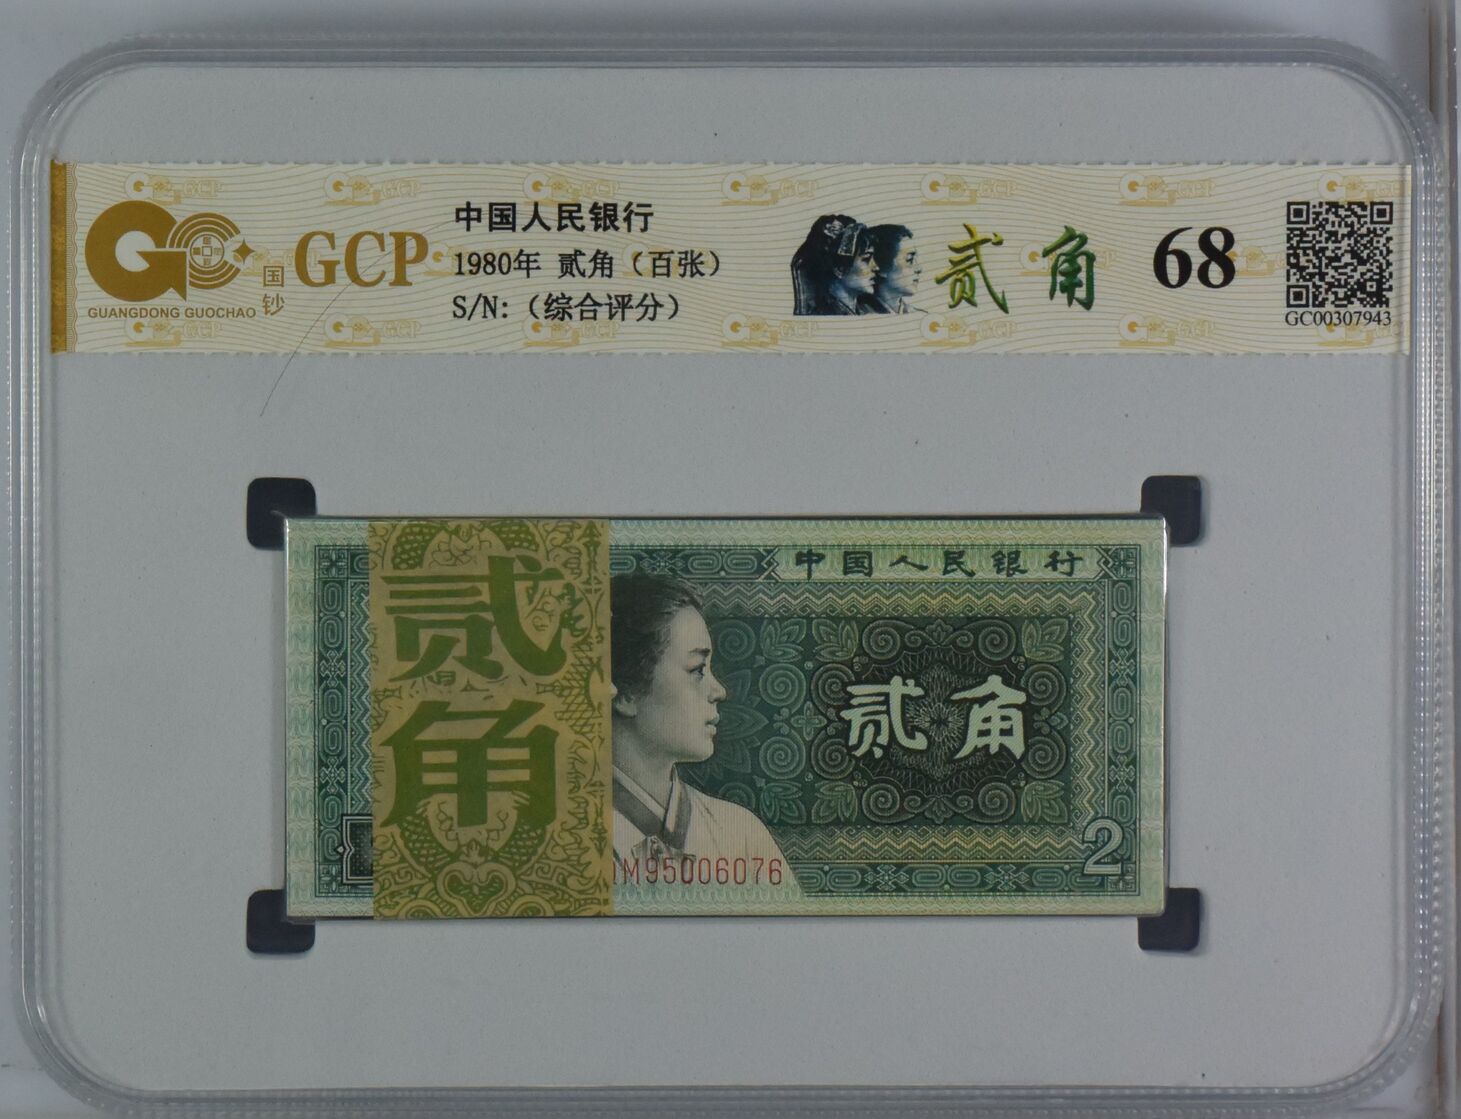 GCP
国钞
GUANGDONG GUOCHAO
中国人民银行
1980年 贰角（百张）
S/N:（综合评分）
贰角
68
GC00307943
贰角
中国人民银行
贰角
M95006076
2